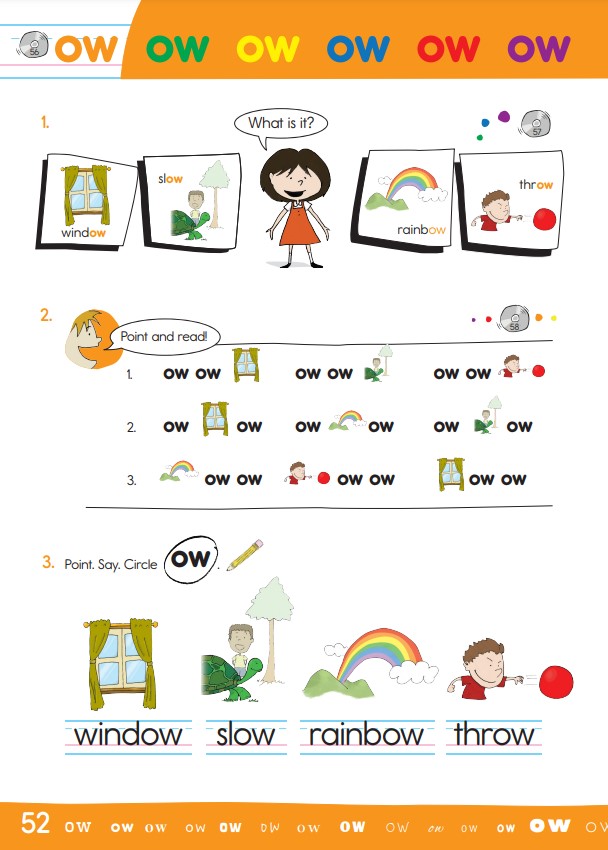 56 ow ow ow ow ow ow
1. What is it? 57
window slow rainbow throw
2. Point and read! 58
1. ow ow ow ow ow ow
2. ow ow ow ow ow ow
3. ow ow ow ow ow ow
3. Point. Say. Circle ow.
window slow rainbow throw
52 ow ow ow ow ow ow ow ow ow ow ow ow ow ow